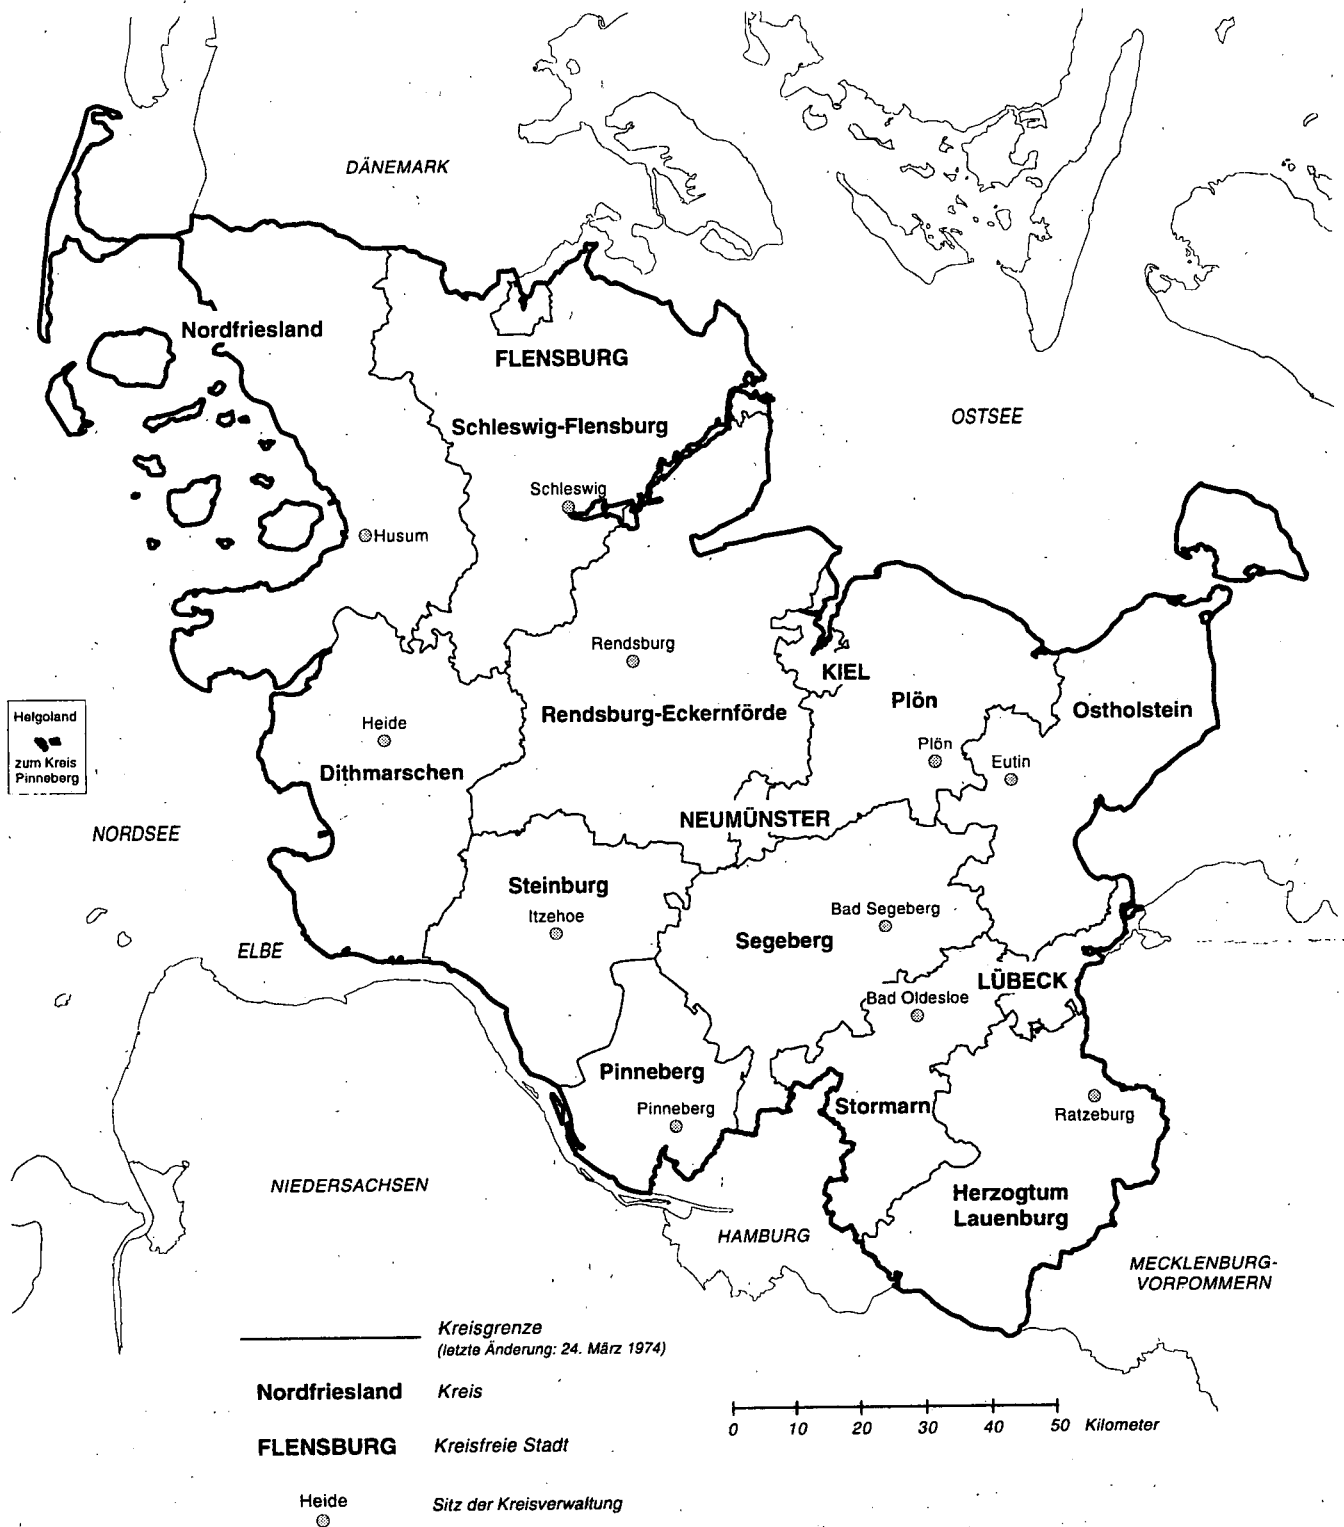 DÄNEMARK
Nordfriesland
FLENSBURG
OSTSEE
Schleswig-Flensburg
Schleswig
Husum
Rendsburg
KIEL
Plön
Helgoland
zum Kreis
Pinneberg
Heide
Rendsburg-Eckernförde
Ostholstein
Plön
Eutin
Dithmarschen
NORDSEE
NEUMÜNSTER
Steinburg
Itzehoe
Bad Segeberg
Segeberg
ELBE
LÜBECK
Bad Oldesloe
Pinneberg
Pinneberg
Stormarn
Ratzeburg
NIEDERSACHSEN
Herzogtum
Lauenburg
HAMBURG
MECKLENBURG-
VORPOMMERN
Kreisgrenze
(letzte Änderung: 24. März 1974)
Nordfriesland Kreis
0 10 20 30 40 50 Kilometer
FLENSBURG Kreisfreie Stadt
Heide Sitz der Kreisverwaltung